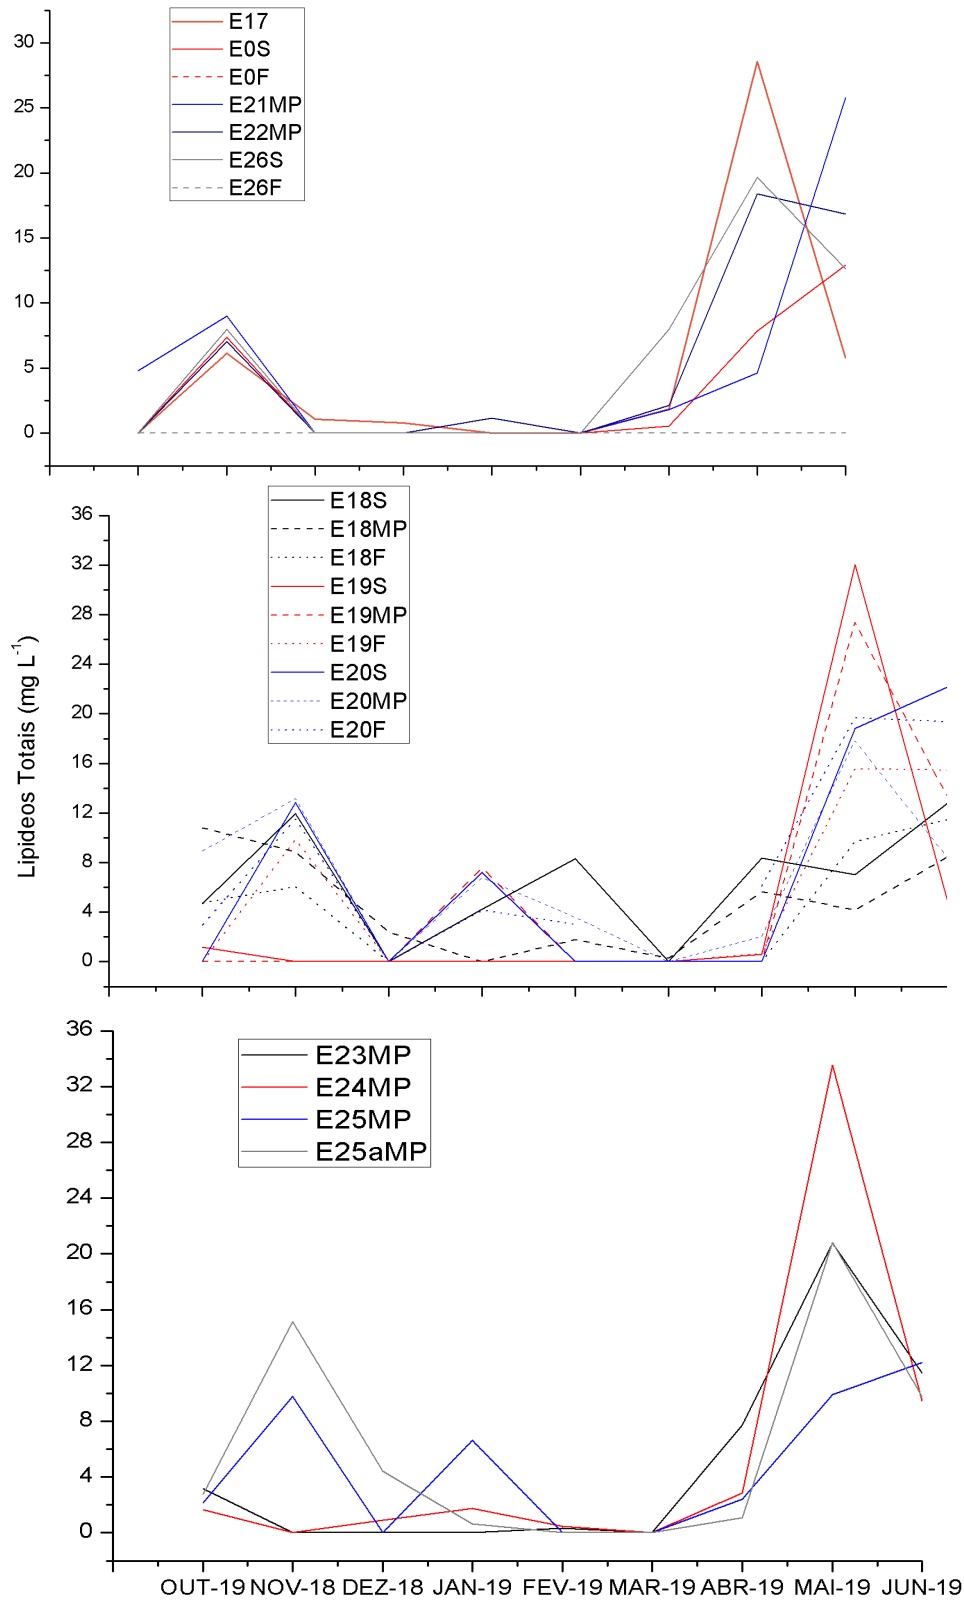 30
25
20
15
10
5
0
E17
E0S
E0F
E21MP
E22MP
E26S
E26F
Lipideos Totais (mg L⁻¹)
36
32
28
24
20
16
12
8
4
0
E18S
E18MP
E18F
E19S
E19MP
E19F
E20S
E20MP
E20F
36
32
28
24
20
16
12
8
4
0
E23MP
E24MP
E25MP
E25aMP
OUT-19 NOV-18 DEZ-18 JAN-19 FEV-19 MAR-19 ABR-19 MAI-19 JUN-19